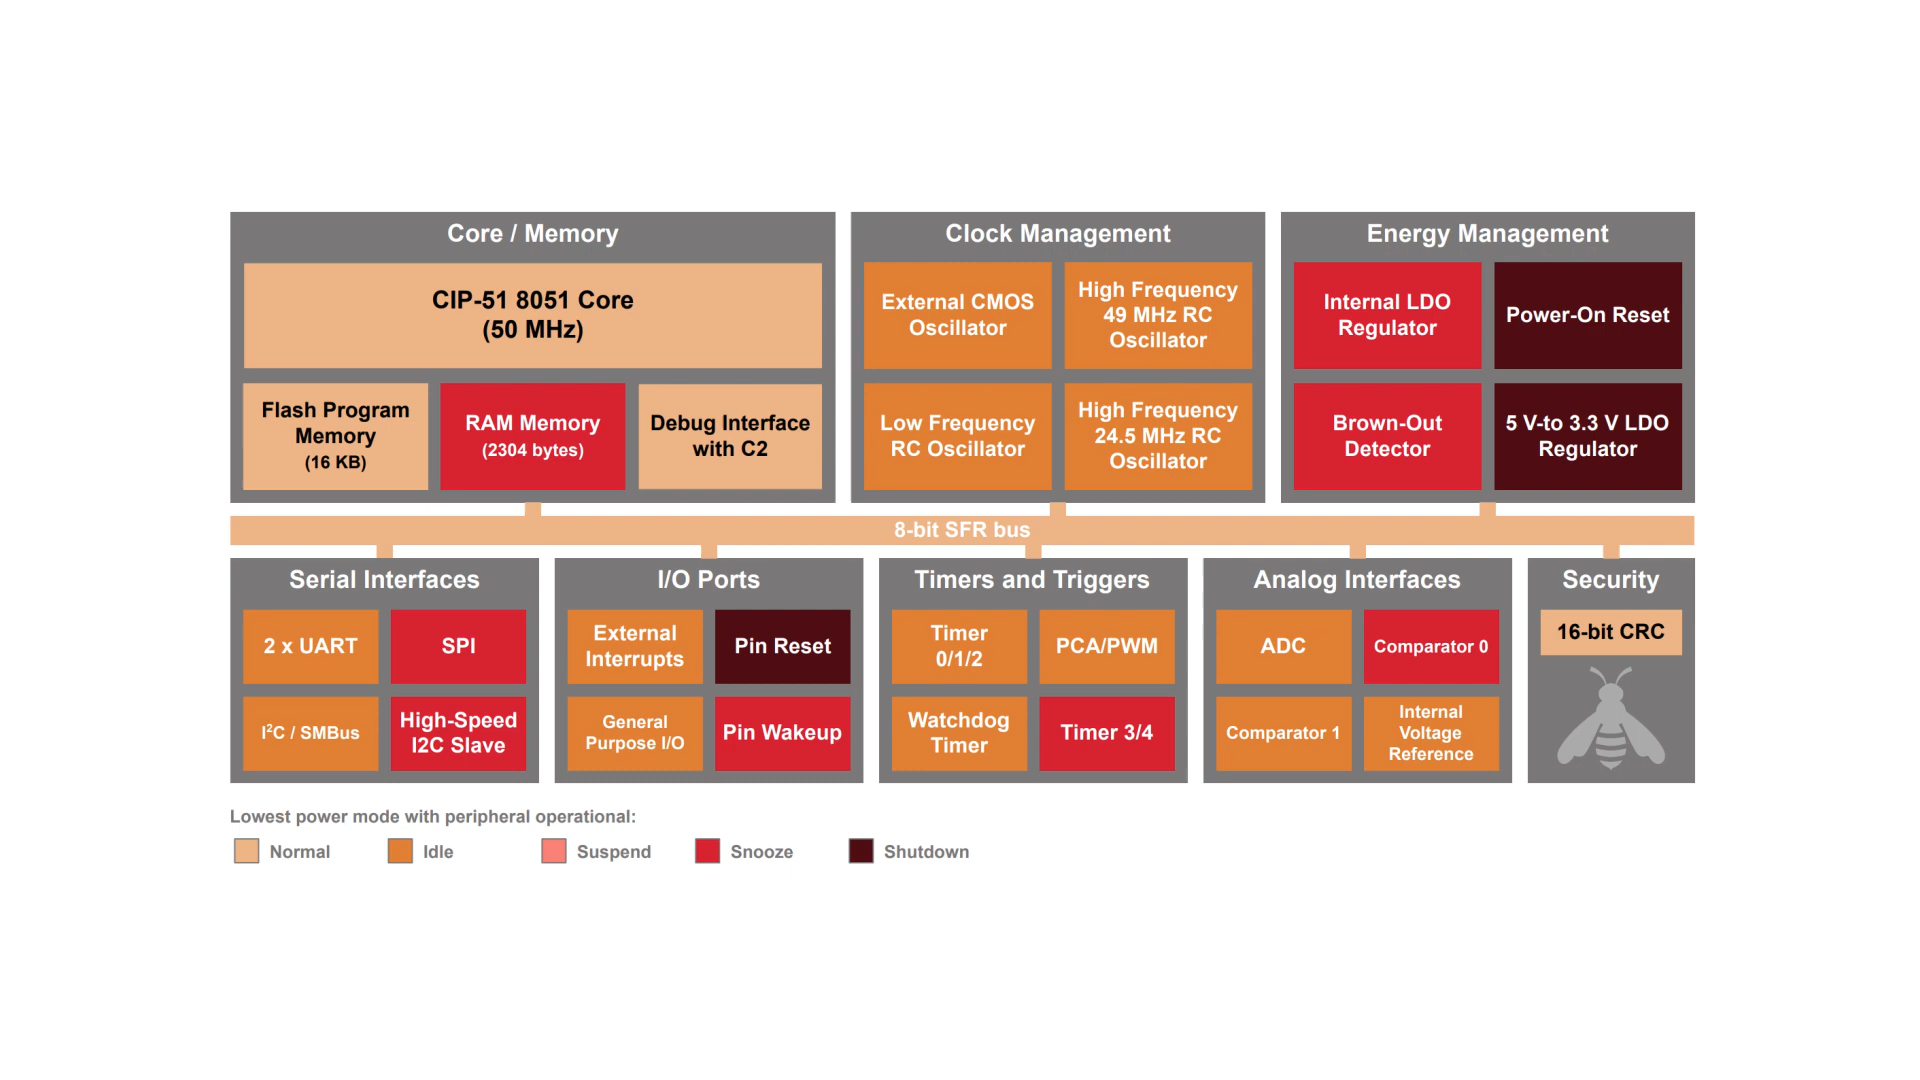 Core / Memory
CIP-51 8051 Core
(50 MHz)
Flash Program
Memory
(16 KB)
RAM Memory
(2304 bytes)
Debug Interface
with C2
Clock Management
External CMOS
Oscillator
High Frequency
49 MHz RC
Oscillator
Low Frequency
RC Oscillator
High Frequency
24.5 MHz RC
Oscillator
Energy Management
Internal LDO
Regulator
Power-On Reset
Brown-Out
Detector
5 V-to 3.3 V LDO
Regulator
8-bit SFR bus
Serial Interfaces
2 x UART
SPI
I²C / SMBus
High-Speed
I2C Slave
I/O Ports
External
Interrupts
Pin Reset
General
Purpose I/O
Pin Wakeup
Timers and Triggers
Timer
0/1/2
PCA/PWM
Watchdog
Timer
Timer 3/4
Analog Interfaces
ADC
Comparator 0
Comparator 1
Internal
Voltage
Reference
Security
16-bit CRC
Lowest power mode with peripheral operational:
Normal
Idle
Suspend
Snooze
Shutdown